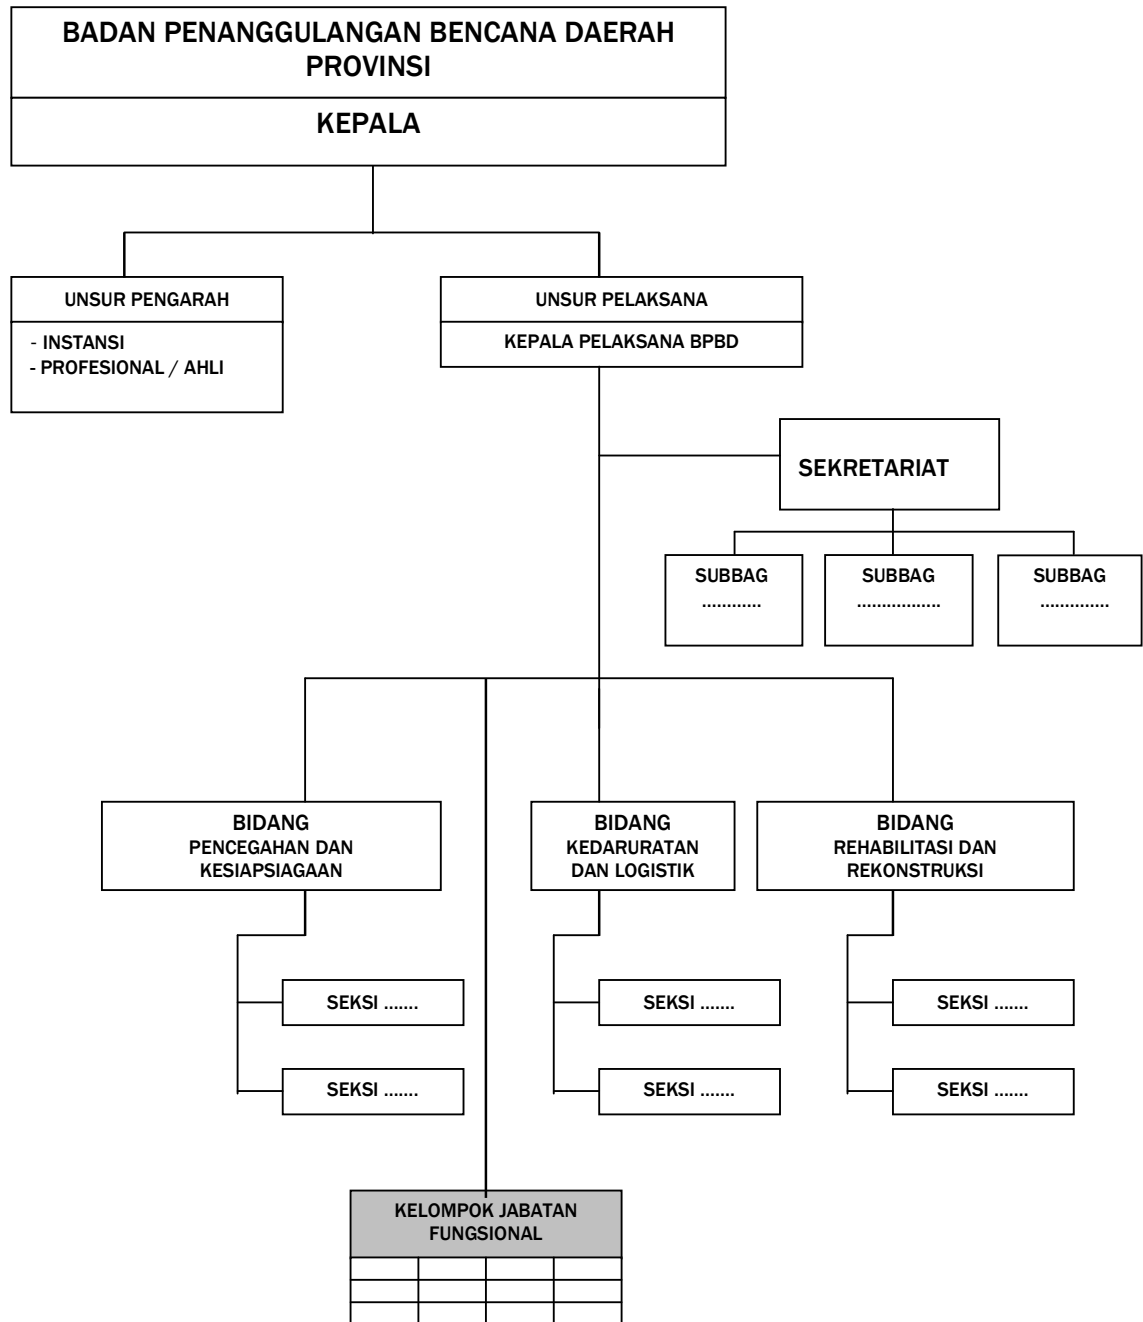 BADAN PENANGGULANGAN BENCANA DAERAH
PROVINSI
KEPALA
UNSUR PENGARAH
- INSTANSI
- PROFESIONAL / AHLI
UNSUR PELAKSANA
KEPALA PELAKSANA BPBD
SEKRETARIAT
SUBBAG
............
SUBBAG
.................
SUBBAG
..............
BIDANG
PENCEGAHAN DAN
KESIAPSIAGAAN
BIDANG
KEDARURATAN
DAN LOGISTIK
BIDANG
REHABILITASI DAN
REKONSTRUKSI
SEKSI .......
SEKSI .......
SEKSI .......
SEKSI .......
SEKSI .......
SEKSI .......
KELOMPOK JABATAN
FUNGSIONAL